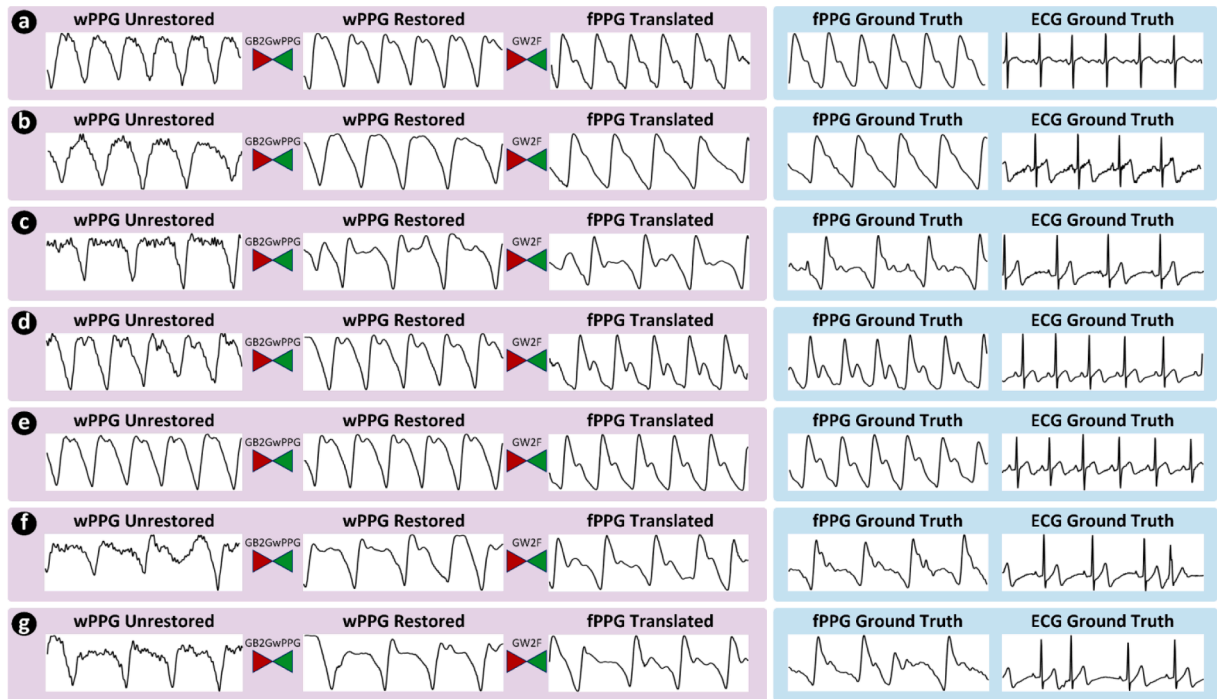 a
wPPG Unrestored GB2GwPPG wPPG Restored GW2F fPPG Translated fPPG Ground Truth ECG Ground Truth
b
wPPG Unrestored GB2GwPPG wPPG Restored GW2F fPPG Translated fPPG Ground Truth ECG Ground Truth
c
wPPG Unrestored GB2GwPPG wPPG Restored GW2F fPPG Translated fPPG Ground Truth ECG Ground Truth
d
wPPG Unrestored GB2GwPPG wPPG Restored GW2F fPPG Translated fPPG Ground Truth ECG Ground Truth
e
wPPG Unrestored GB2GwPPG wPPG Restored GW2F fPPG Translated fPPG Ground Truth ECG Ground Truth
f
wPPG Unrestored GB2GwPPG wPPG Restored GW2F fPPG Translated fPPG Ground Truth ECG Ground Truth
g
wPPG Unrestored GB2GwPPG wPPG Restored GW2F fPPG Translated fPPG Ground Truth ECG Ground Truth